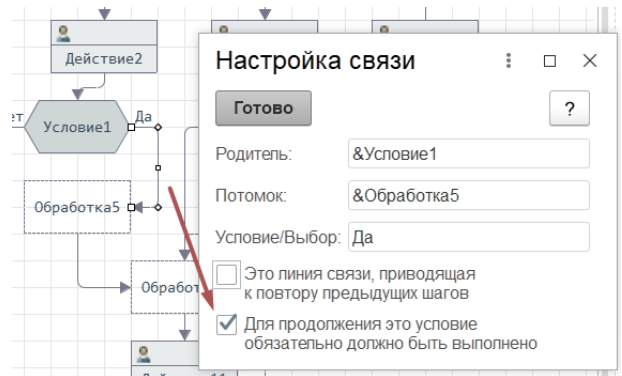 Действие2
Условие1
Да
Обработка5
Настройка связи
Готово
?
Родитель: &Условие1
Потомок: &Обработка5
Условие/Выбор: Да
Это линия связи, приводящая
к повтору предыдущих шагов
Для продолжения это условие
обязательно должно быть выполнено